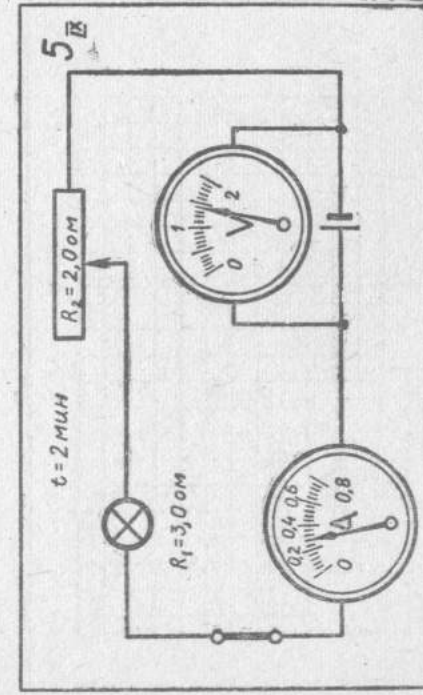 5 IX
t = 2 мин
R₁ = 3,0 ом
R₂ = 2,0 ом
0 0,2 0,4 0,6 0,8
A
0 1 2
V